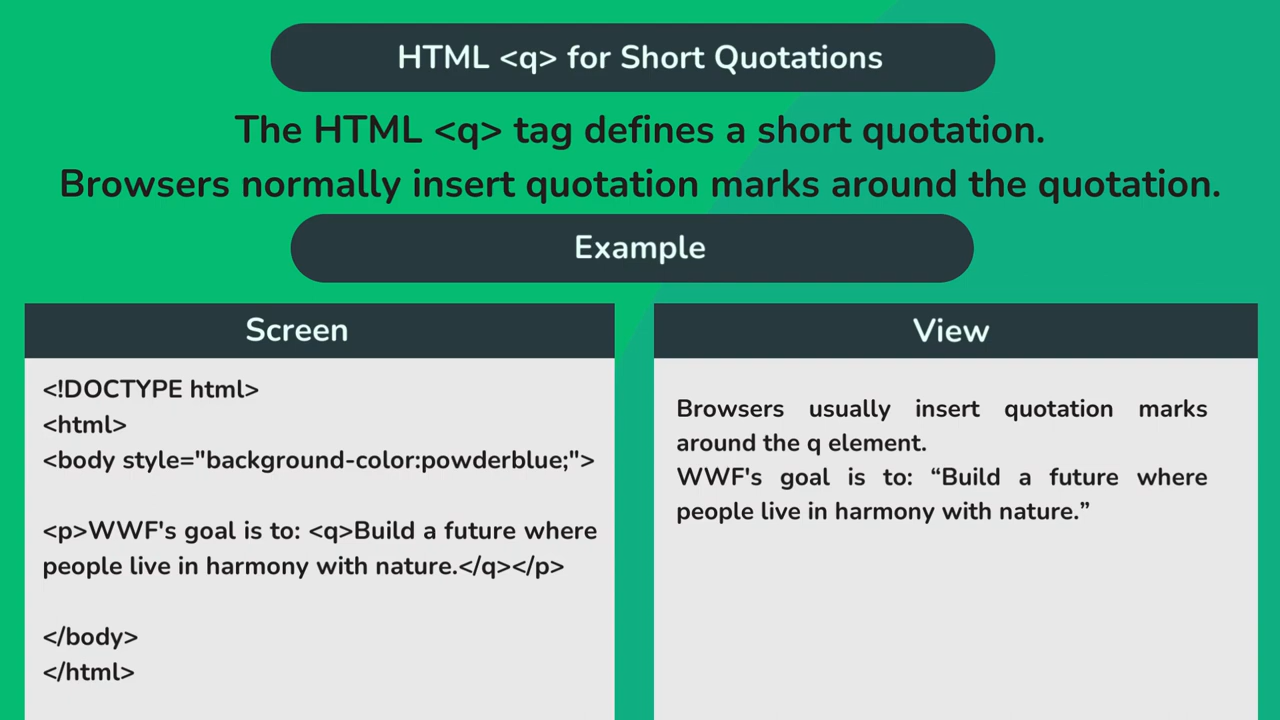 HTML <q> for Short Quotations
The HTML <q> tag defines a short quotation.
Browsers normally insert quotation marks around the quotation.
Example
Screen
<!DOCTYPE html>
<html>
<body style="background-color:powderblue;">
<p>WWF's goal is to: <q>Build a future where
people live in harmony with nature.</q></p>
</body>
</html>
View
Browsers usually insert quotation marks
around the q element.
WWF's goal is to: “Build a future where
people live in harmony with nature.”